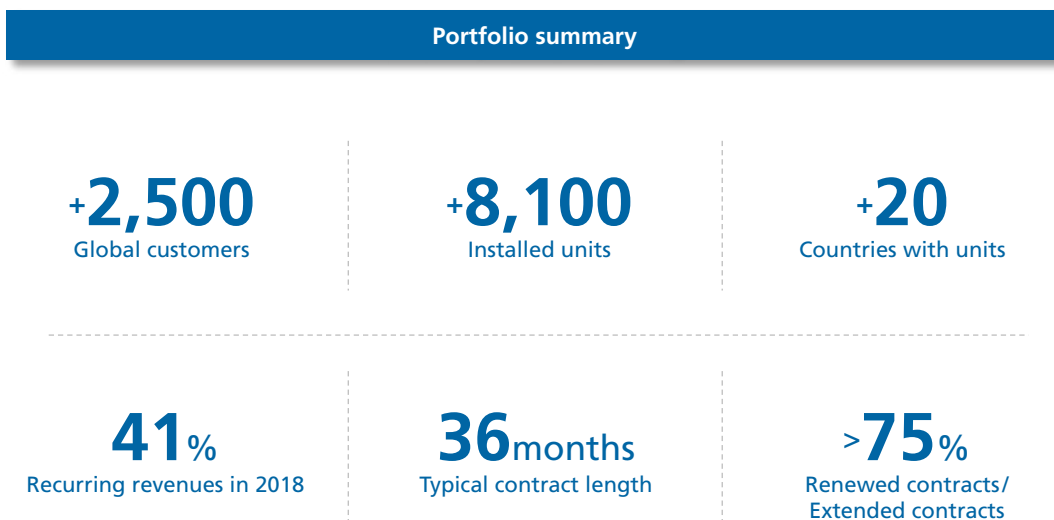 Portfolio summary
+2,500
Global customers
+8,100
Installed units
+20
Countries with units
41%
Recurring revenues in 2018
36months
Typical contract length
>75%
Renewed contracts/
Extended contracts